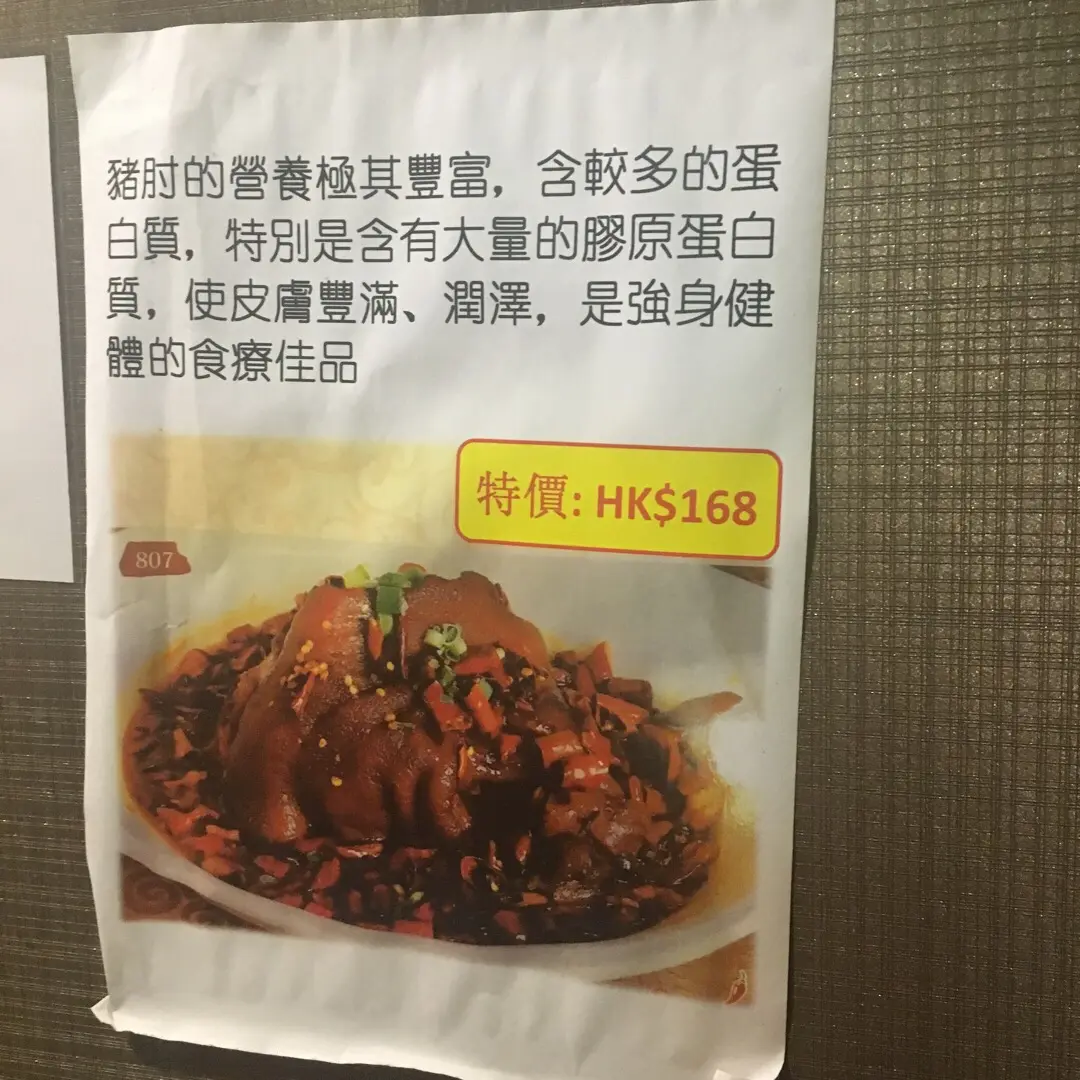 豬肘的營養極其豐富，含較多的蛋
白質，特別是含有大量的膠原蛋白
質，使皮膚豐滿、潤澤，是強身健
體的食療佳品
特價: HK$168
807